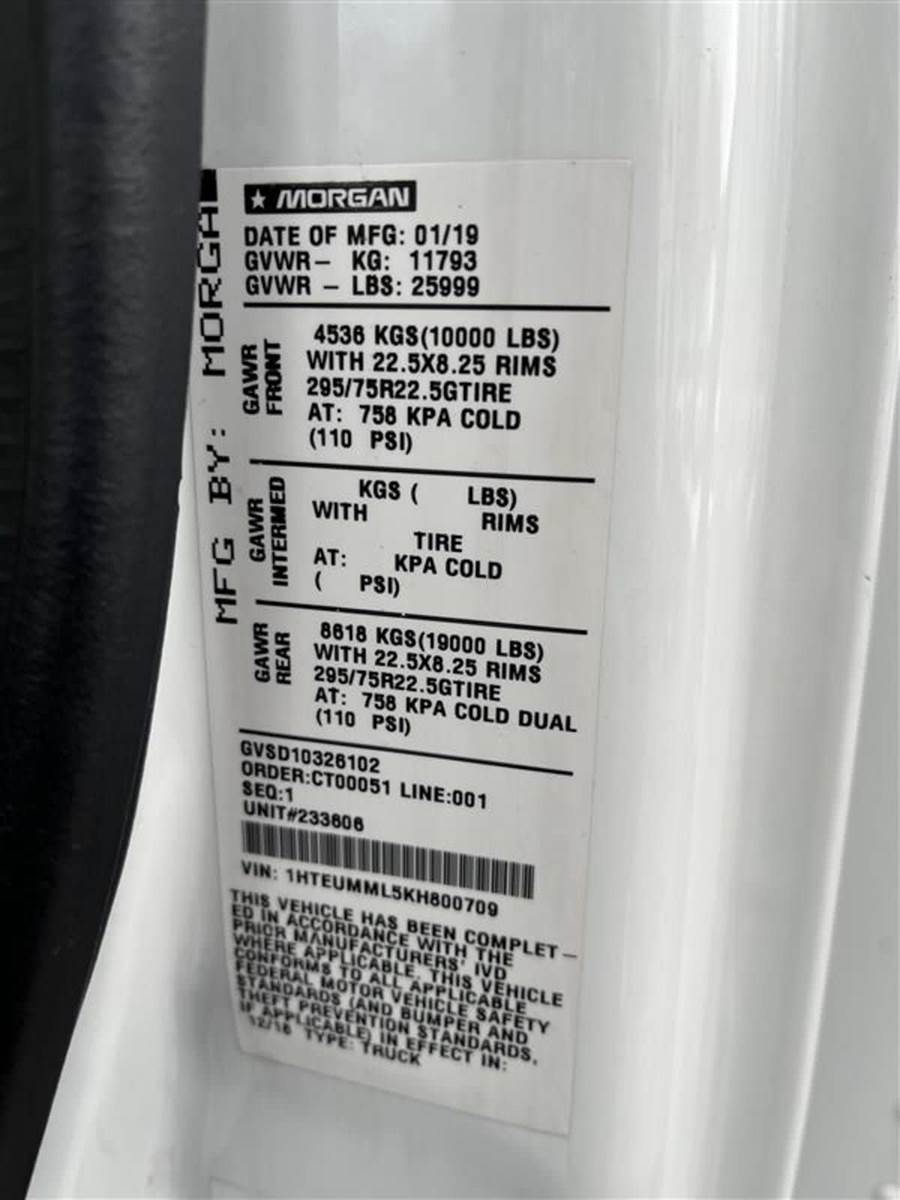 MORGAN
DATE OF MFG: 01/19
GVWR- KG: 11793
GVWR - LBS: 25999
GAWR FRONT
4536 KGS(10000 LBS)
WITH 22.5X8.25 RIMS
295/75R22.5GTIRE
AT: 758 KPA COLD
(110 PSI)
GAWR INTERMED
KGS ( LBS)
WITH RIMS
TIRE
AT: KPA COLD
( PSI)
GAWR REAR
8618 KGS(19000 LBS)
WITH 22.5X8.25 RIMS
295/75R22.5GTIRE
AT: 758 KPA COLD DUAL
(110 PSI)
MFG BY: MORGA
GVSD10326102
ORDER:CT00051 LINE:001
SEQ:1
UNIT#233606
VIN: 1HTEUMML5KH800709
THIS VEHICLE HAS BEEN COMPLET-
ED IN ACCORDANCE WITH THE
PRIOR MANUFACTURERS' IVD
WHERE APPLICABLE. THIS VEHICLE
CONFORMS TO ALL APPLICABLE
FEDERAL MOTOR VEHICLE SAFETY
STANDARDS (AND BUMPER AND
THEFT PREVENTION STANDARDS,
IF APPLICABLE) IN EFFECT IN:
12/18 TYPE: TRUCK